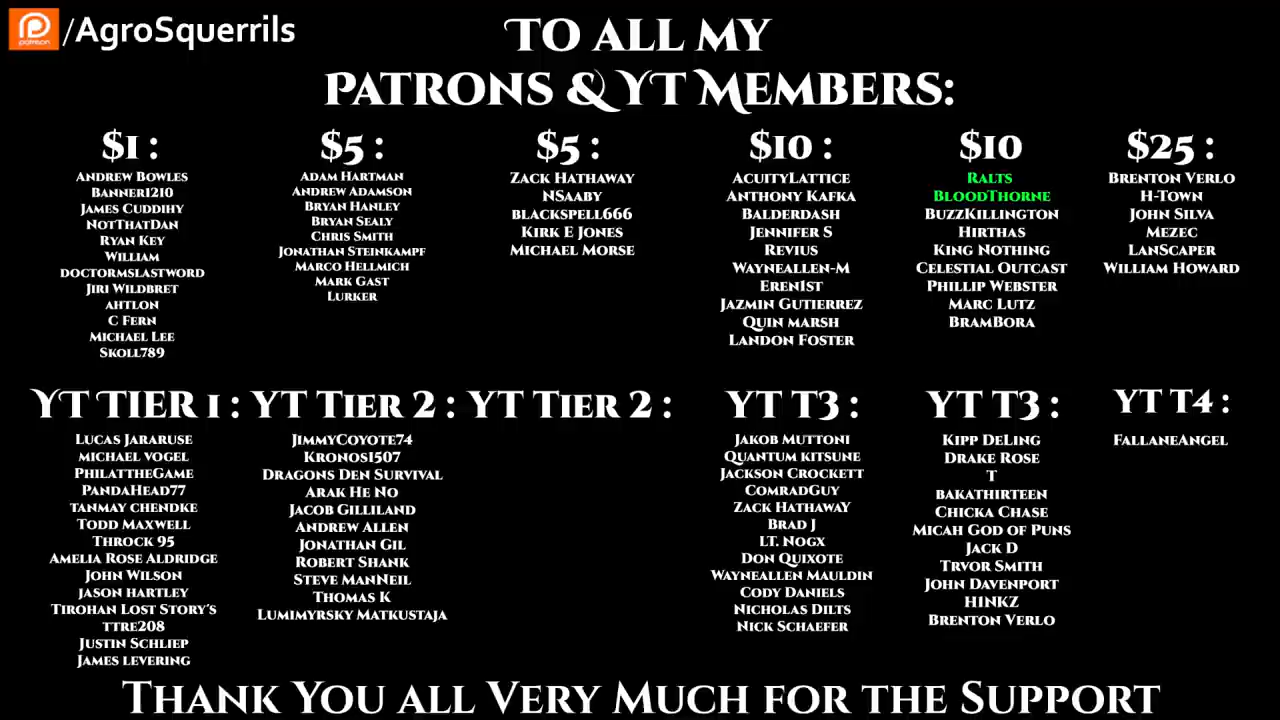 patreon
/AgroSquerrils
To all my
Patrons & YT Members:
$1 :
Andrew Bowles
Banner1210
James Cuddihy
NotThatDan
Ryan Key
William
doctormslastword
Jiri Wildbret
ahtlon
C Fern
Michael Lee
Skoll789
$5 :
Adam Hartman
Andrew Adamson
Bryan Hanley
Bryan Sealy
Chris Smith
Jonathan Steinkampf
Marco Hellmich
Mark Gast
Lurker
$5 :
Zack Hathaway
NSaaby
blackspell666
Kirk E Jones
Michael Morse
$10 :
AcuityLattice
Anthony Kafka
Balderdash
Jennifer S
Revius
Wayneallen-M
Eren1st
Jazmin Gutierrez
Quin marsh
Landon Foster
$10
Ralts
BloodThorne
BuzzKillington
Hirthas
King Nothing
Celestial Outcast
Phillip Webster
Marc Lutz
BramBora
$25 :
Brenton Verlo
H-Town
John Silva
Mezec
LanScaper
William Howard
YT Tier 1 :
Lucas Jararuse
michael vogel
PhilattheGame
PandaHead77
tanmay chendke
Todd Maxwell
Throck 95
Amelia Rose Aldridge
John Wilson
jason hartley
Tirohan Lost Story's
ttre208
Justin Schliep
James levering
YT Tier 2 :
JimmyCoyote74
Kronos1507
Dragons Den Survival
Arak He No
Jacob Gilliland
Andrew Allen
Jonathan Gil
Robert Shank
Steve ManNeil
Thomas K
Lumimyrsky Matkustaja
YT Tier 2 :
YT T3 :
Jakob Muttoni
Quantum kitsune
Jackson Crockett
ComradGuy
Zack HathawaY
Brad J
Lt. Nogx
Don Quixote
Wayneallen Mauldin
Cody Daniels
Nicholas Dilts
Nick Schaefer
YT T3 :
Kipp DeLing
Drake Rose
T
bakathirteen
Chicka Chase
Micah God of Puns
Jack D
Trvor Smith
John Davenport
H1NKZ
Brenton Verlo
YT T4 :
FallaneAngel
Thank You all Very Much for the Support